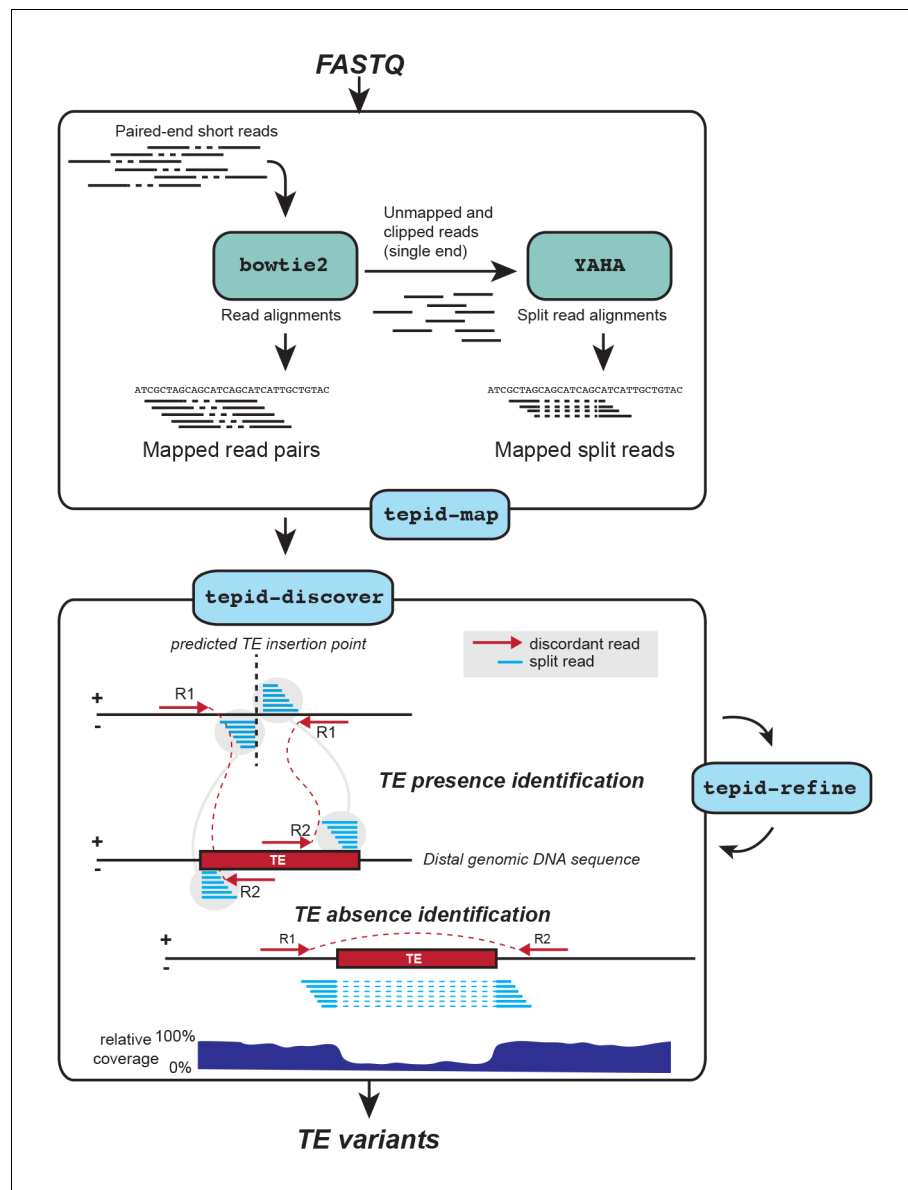 FASTQ
Paired-end short reads
Unmapped and
clipped reads
(single end)
bowtie2
YAHA
Read alignments
Split read alignments
ATCGCTAGCAGCATCAGCATCATTGCTGTAC
ATCGCTAGCAGCATCAGCATCATTGCTGTAC
Mapped read pairs
Mapped split reads
tepid-map
tepid-discover
predicted TE insertion point
discordant read
split read
+
-
R1
R1
TE presence identification
tepid-refine
+
-
R2
TE
R2
Distal genomic DNA sequence
TE absence identification
+
-
R1
R2
TE
relative
coverage
100%
0%
TE variants